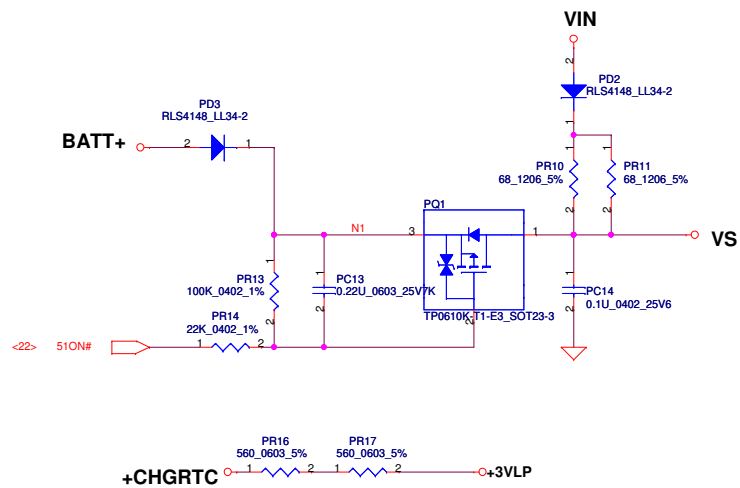 VIN
2
PD2
RLS4148_LL34-2
1
PD3
RLS4148_LL34-2
BATT+
2
1
1
1
PR10
68_1206_5%
PR11
68_1206_5%
2
2
PQ1
N1
3
1
VS
1
PR13
100K_0402_1%
2
1
PC13
0.22U_0603_25V7K
2
1
PC14
0.1U_0402_25V6
2
TP0610K-T1-E3_SOT23-3
2
PR14
22K_0402_1%
<22>
51ON#
1
2
PR16
560_0603_5%
PR17
560_0603_5%
+CHGRTC
1
2
1
2
+3VLP